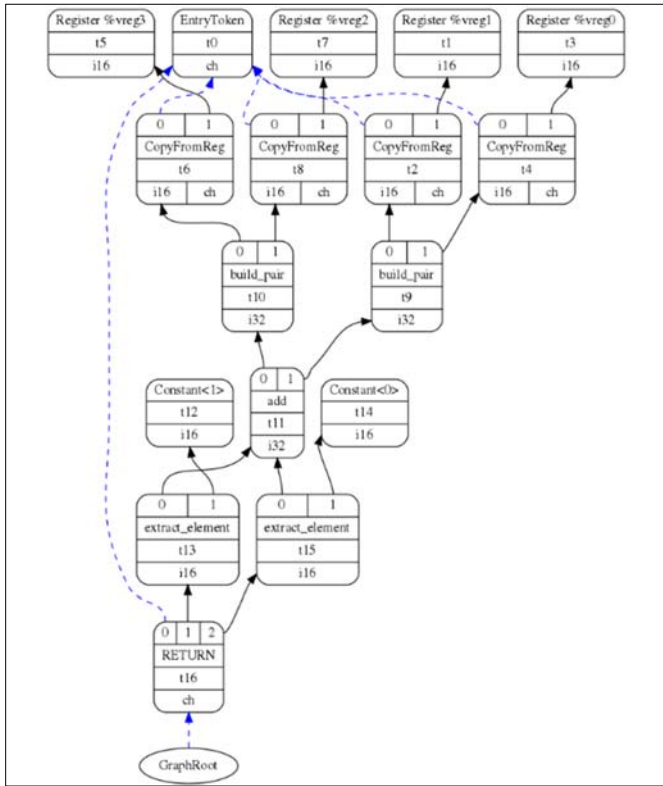 Register %vreg3 EntryToken Register %vreg2 Register %vreg1 Register %vreg0
t5 t0 t7 t1 t3
i16 ch i16 i16 i16
0 1 0 1 0 1 0 1
CopyFromReg CopyFromReg CopyFromReg CopyFromReg
t6 t8 t2 t4
i16 ch i16 ch i16 ch i16 ch
0 1 0 1
build_pair build_pair
t10 t9
i32 i32
0 1
Constant<1> add Constant<0>
t12 t11 t14
i16 i32 i16
0 1 0 1
extract_element extract_element
t13 t15
i16 i16
0 1 2
RETURN
t16
ch
GraphRoot